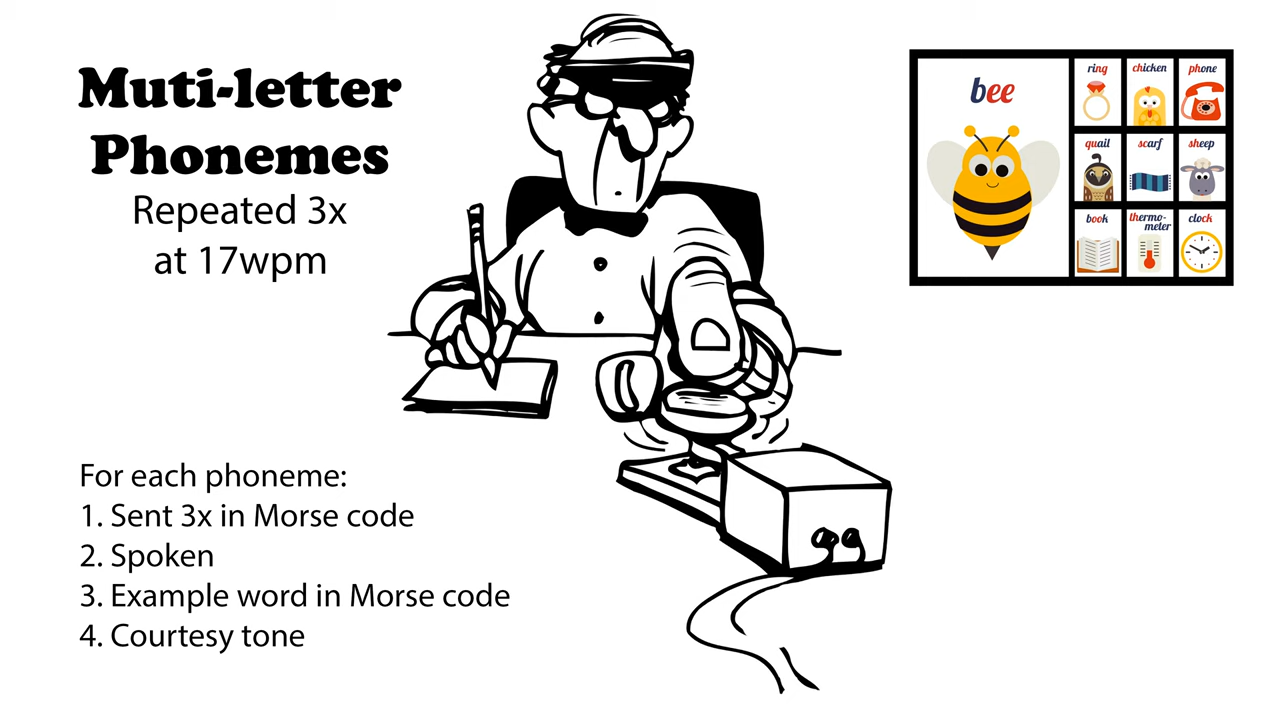 Muti-letter
Phonemes
Repeated 3x
at 17wpm
bee
ring
chicken
phone
quail
scarf
sheep
book
thermo-
meter
clock
For each phoneme:
1. Sent 3x in Morse code
2. Spoken
3. Example word in Morse code
4. Courtesy tone